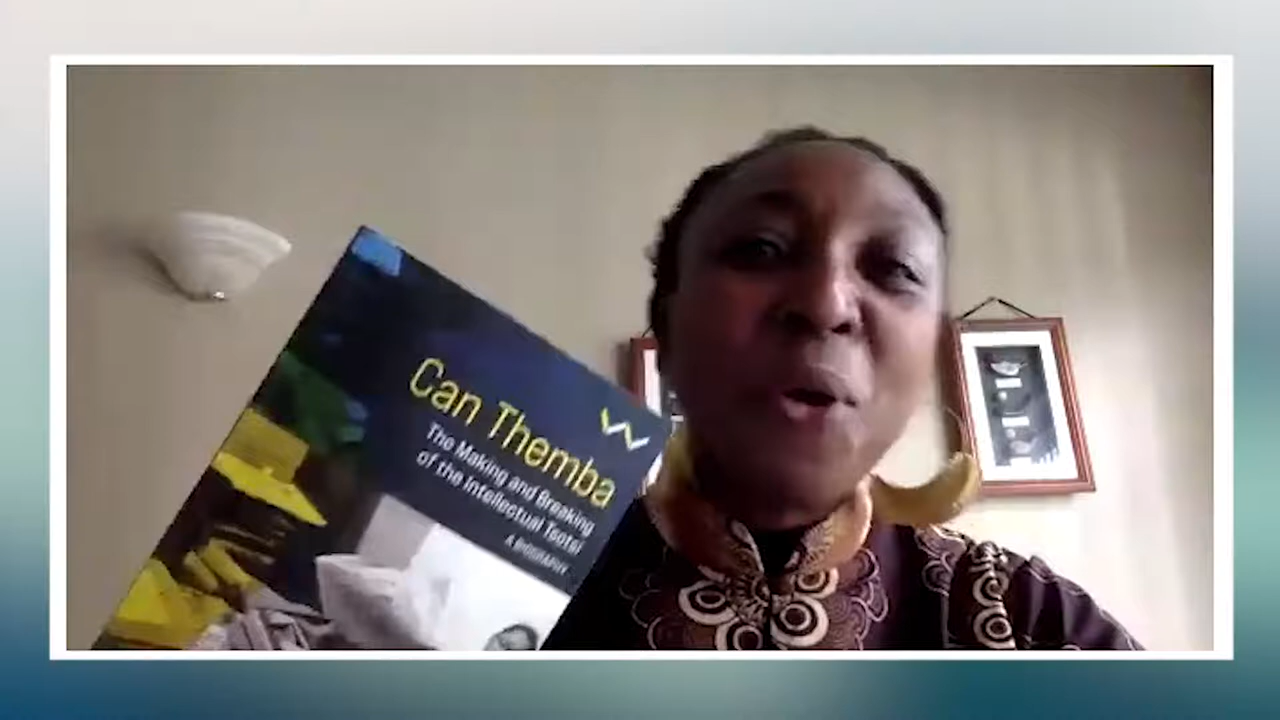 Can Themba
The Making and Breaking
of the Intellectual Tsotsi
A BIOGRAPHY